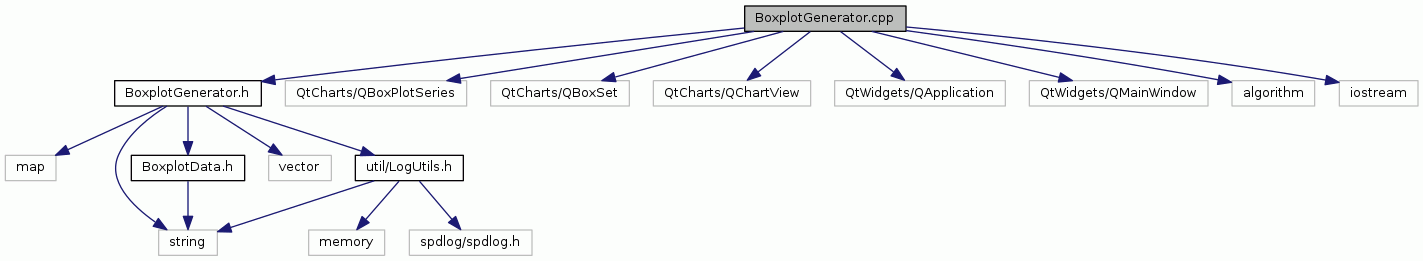 BoxplotGenerator.cpp
BoxplotGenerator.h
QtCharts/QBoxPlotSeries
QtCharts/QBoxSet
QtCharts/QChartView
QtWidgets/QApplication
QtWidgets/QMainWindow
algorithm
iostream
map
BoxplotData.h
vector
util/LogUtils.h
string
memory
spdlog/spdlog.h